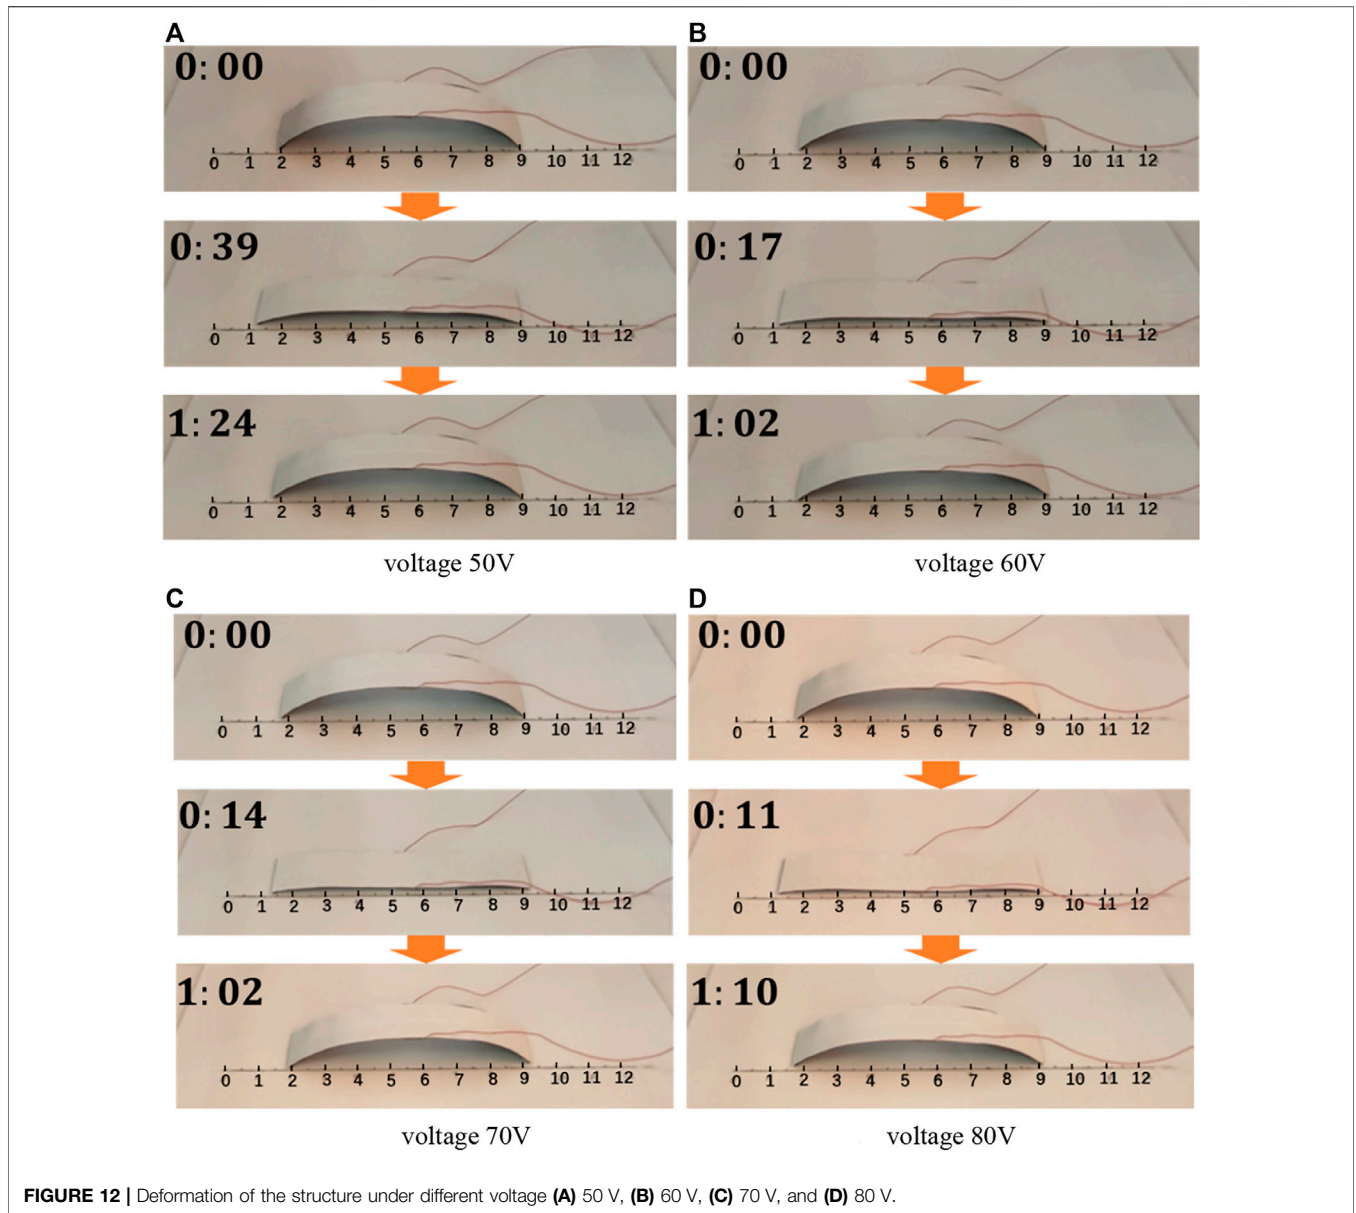 A
0: 00
0 1 2 3 4 5 6 7 8 9 10 11 12
0: 39
0 1 2 3 4 5 6 7 8 9 10 11 12
1: 24
0 1 2 3 4 5 6 7 8 9 10 11 12
voltage 50V
B
0: 00
0 1 2 3 4 5 6 7 8 9 10 11 12
0: 17
0 1 2 3 4 5 6 7 8 9 10 11 12
1: 02
0 1 2 3 4 5 6 7 8 9 10 11 12
voltage 60V
C
0: 00
0 1 2 3 4 5 6 7 8 9 10 11 12
0: 14
0 1 2 3 4 5 6 7 8 9 10 11 12
1: 02
0 1 2 3 4 5 6 7 8 9 10 11 12
voltage 70V
D
0: 00
0 1 2 3 4 5 6 7 8 9 10 11 12
0: 11
0 1 2 3 4 5 6 7 8 9 10 11 12
1: 10
0 1 2 3 4 5 6 7 8 9 10 11 12
voltage 80V
FIGURE 12 | Deformation of the structure under different voltage (A) 50 V, (B) 60 V, (C) 70 V, and (D) 80 V.